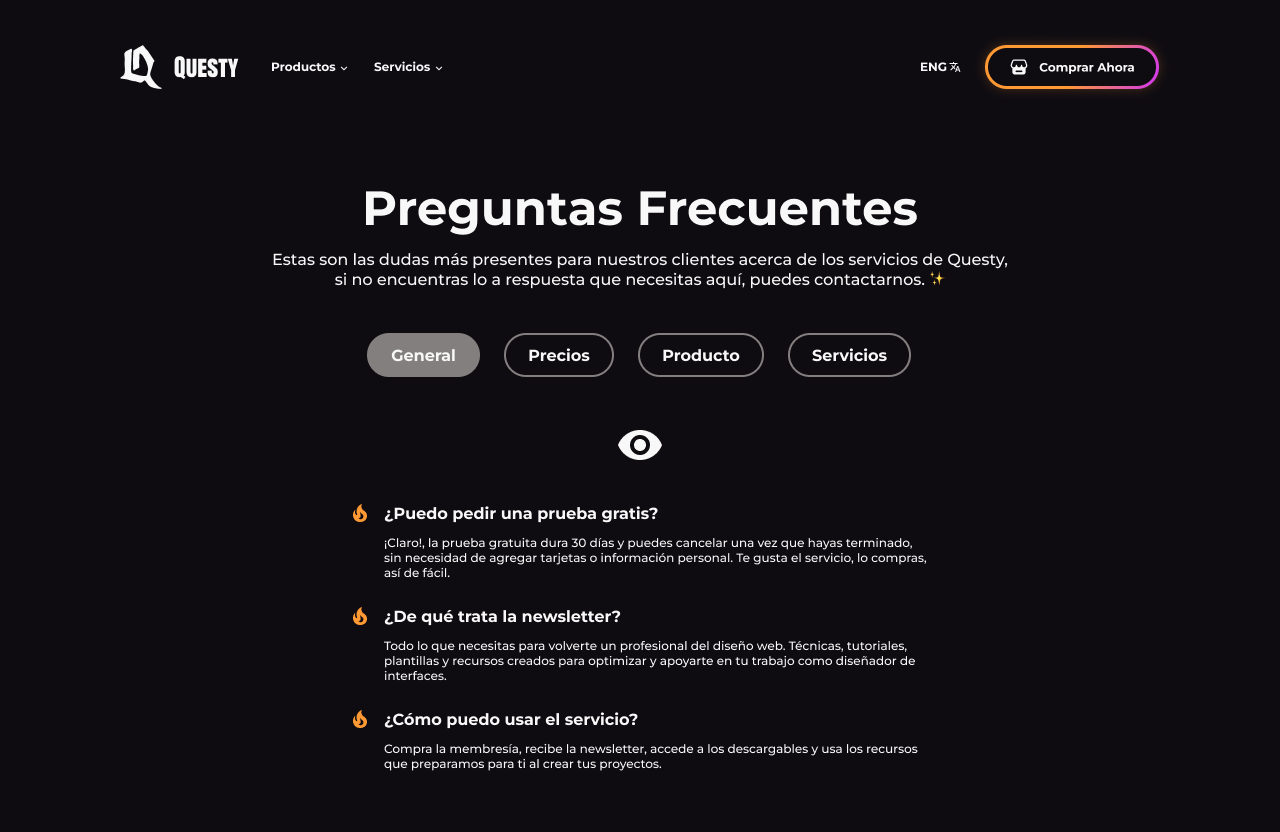 QUESTY
Productos
Servicios
ENG
Comprar Ahora
Preguntas Frecuentes
Estas son las dudas más presentes para nuestros clientes acerca de los servicios de Questy,
si no encuentras lo a respuesta que necesitas aquí, puedes contactarnos. ✨
General
Precios
Producto
Servicios
¿Puedo pedir una prueba gratis?
¡Claro!, la prueba gratuita dura 30 días y puedes cancelar una vez que hayas terminado,
sin necesidad de agregar tarjetas o información personal. Te gusta el servicio, lo compras,
así de fácil.
¿De qué trata la newsletter?
Todo lo que necesitas para volverte un profesional del diseño web. Técnicas, tutoriales,
plantillas y recursos creados para optimizar y apoyarte en tu trabajo como diseñador de
interfaces.
¿Cómo puedo usar el servicio?
Compra la membresía, recibe la newsletter, accede a los descargables y usa los recursos
que preparamos para ti al crear tus proyectos.